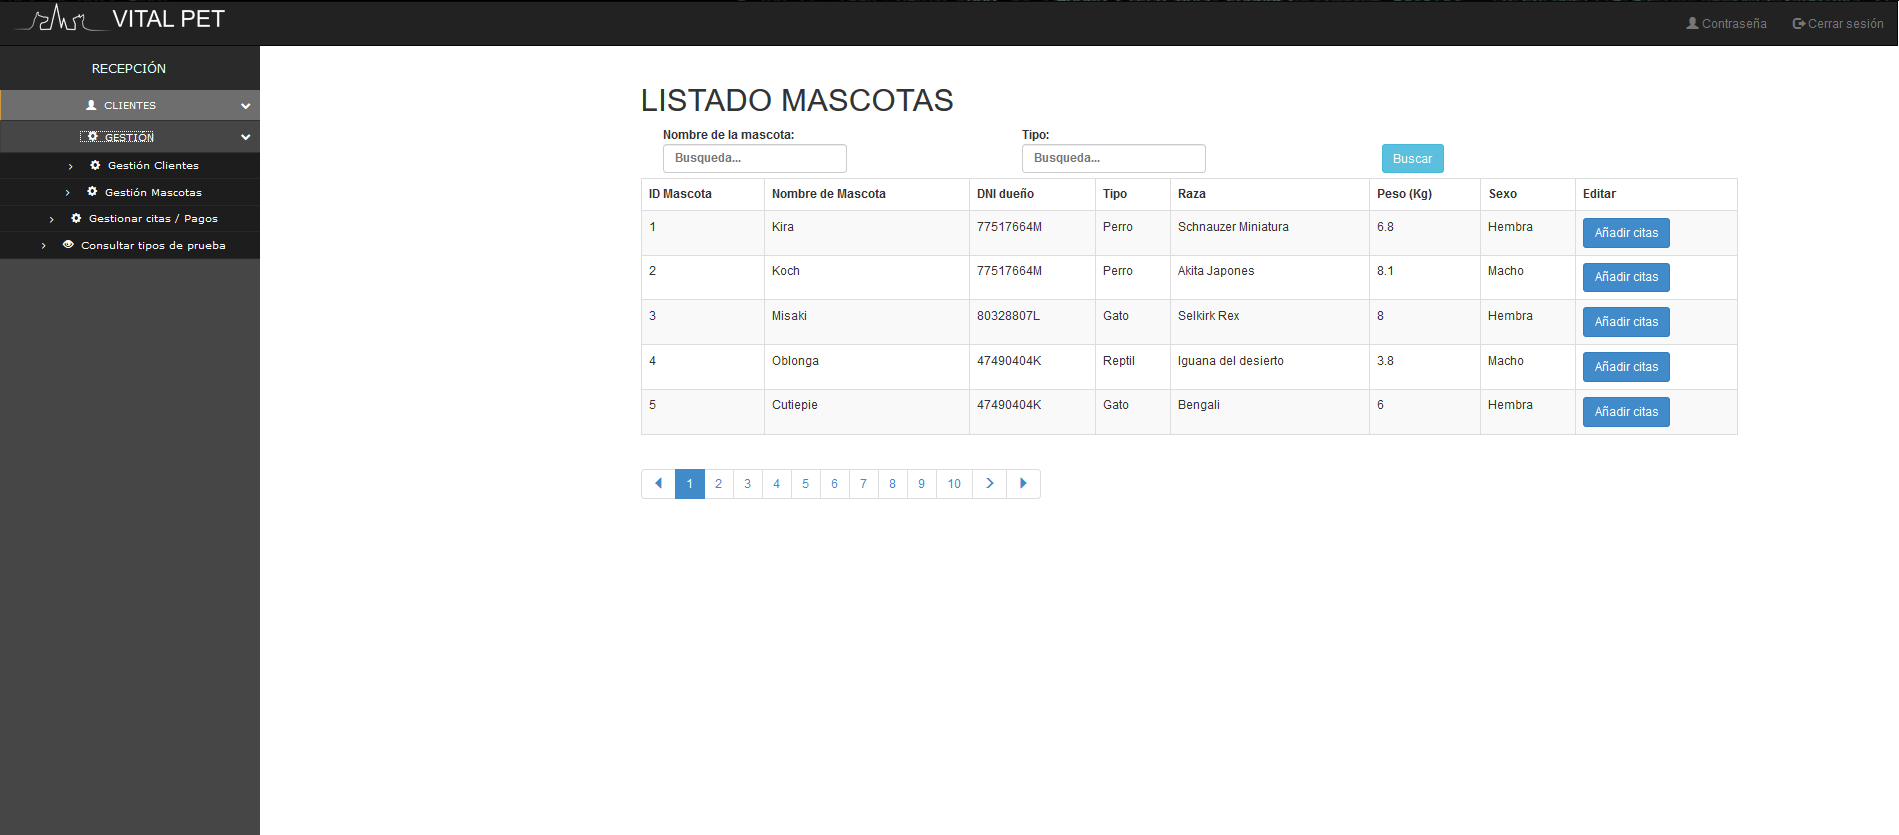 VITAL PET
Contraseña
Cerrar sesión
RECEPCIÓN
CLIENTES
GESTIÓN
Gestión Clientes
Gestión Mascotas
Gestionar citas / Pagos
Consultar tipos de prueba
LISTADO MASCOTAS
Nombre de la mascota: Tipo:
Busqueda... Busqueda... Buscar
ID Mascota Nombre de Mascota DNI dueño Tipo Raza Peso (Kg) Sexo Editar
1 Kira 77517664M Perro Schnauzer Miniatura 6.8 Hembra Añadir citas
2 Koch 77517664M Perro Akita Japones 8.1 Macho Añadir citas
3 Misaki 80328807L Gato Selkirk Rex 8 Hembra Añadir citas
4 Oblonga 47490404K Reptil Iguana del desierto 3.8 Macho Añadir citas
5 Cutiepie 47490404K Gato Bengali 6 Hembra Añadir citas
1 2 3 4 5 6 7 8 9 10 >